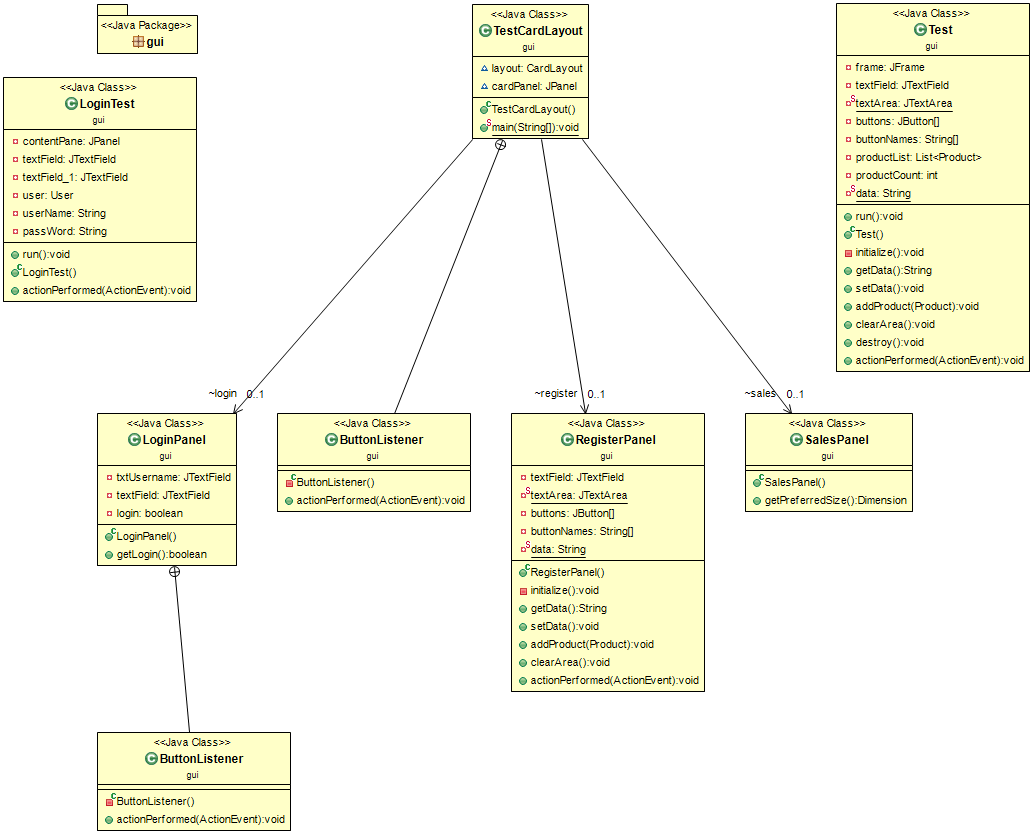 <<Java Package>>
gui
<<Java Class>>
LoginTest
gui
contentPane: JPanel
textField: JTextField
textField_1: JTextField
user: User
userName: String
passWord: String
run():void
LoginTest()
actionPerformed(ActionEvent):void
<<Java Class>>
TestCardLayout
gui
layout: CardLayout
cardPanel: JPanel
TestCardLayout()
main(String[]):void
<<Java Class>>
Test
gui
frame: JFrame
textField: JTextField
textArea: JTextArea
buttons: JButton[]
buttonNames: String[]
productList: List<Product>
productCount: int
data: String
run():void
Test()
initialize():void
getData():String
setData():void
addProduct(Product):void
clearArea():void
destroy():void
actionPerformed(ActionEvent):void
~login 0..1
~register 0..1
~sales 0..1
<<Java Class>>
LoginPanel
gui
txtUsername: JTextField
textField: JTextField
login: boolean
LoginPanel()
getLogin():boolean
<<Java Class>>
ButtonListener
gui
ButtonListener()
actionPerformed(ActionEvent):void
<<Java Class>>
RegisterPanel
gui
textField: JTextField
textArea: JTextArea
buttons: JButton[]
buttonNames: String[]
data: String
RegisterPanel()
initialize():void
getData():String
setData():void
addProduct(Product):void
clearArea():void
actionPerformed(ActionEvent):void
<<Java Class>>
SalesPanel
gui
SalesPanel()
getPreferredSize():Dimension
<<Java Class>>
ButtonListener
gui
ButtonListener()
actionPerformed(ActionEvent):void